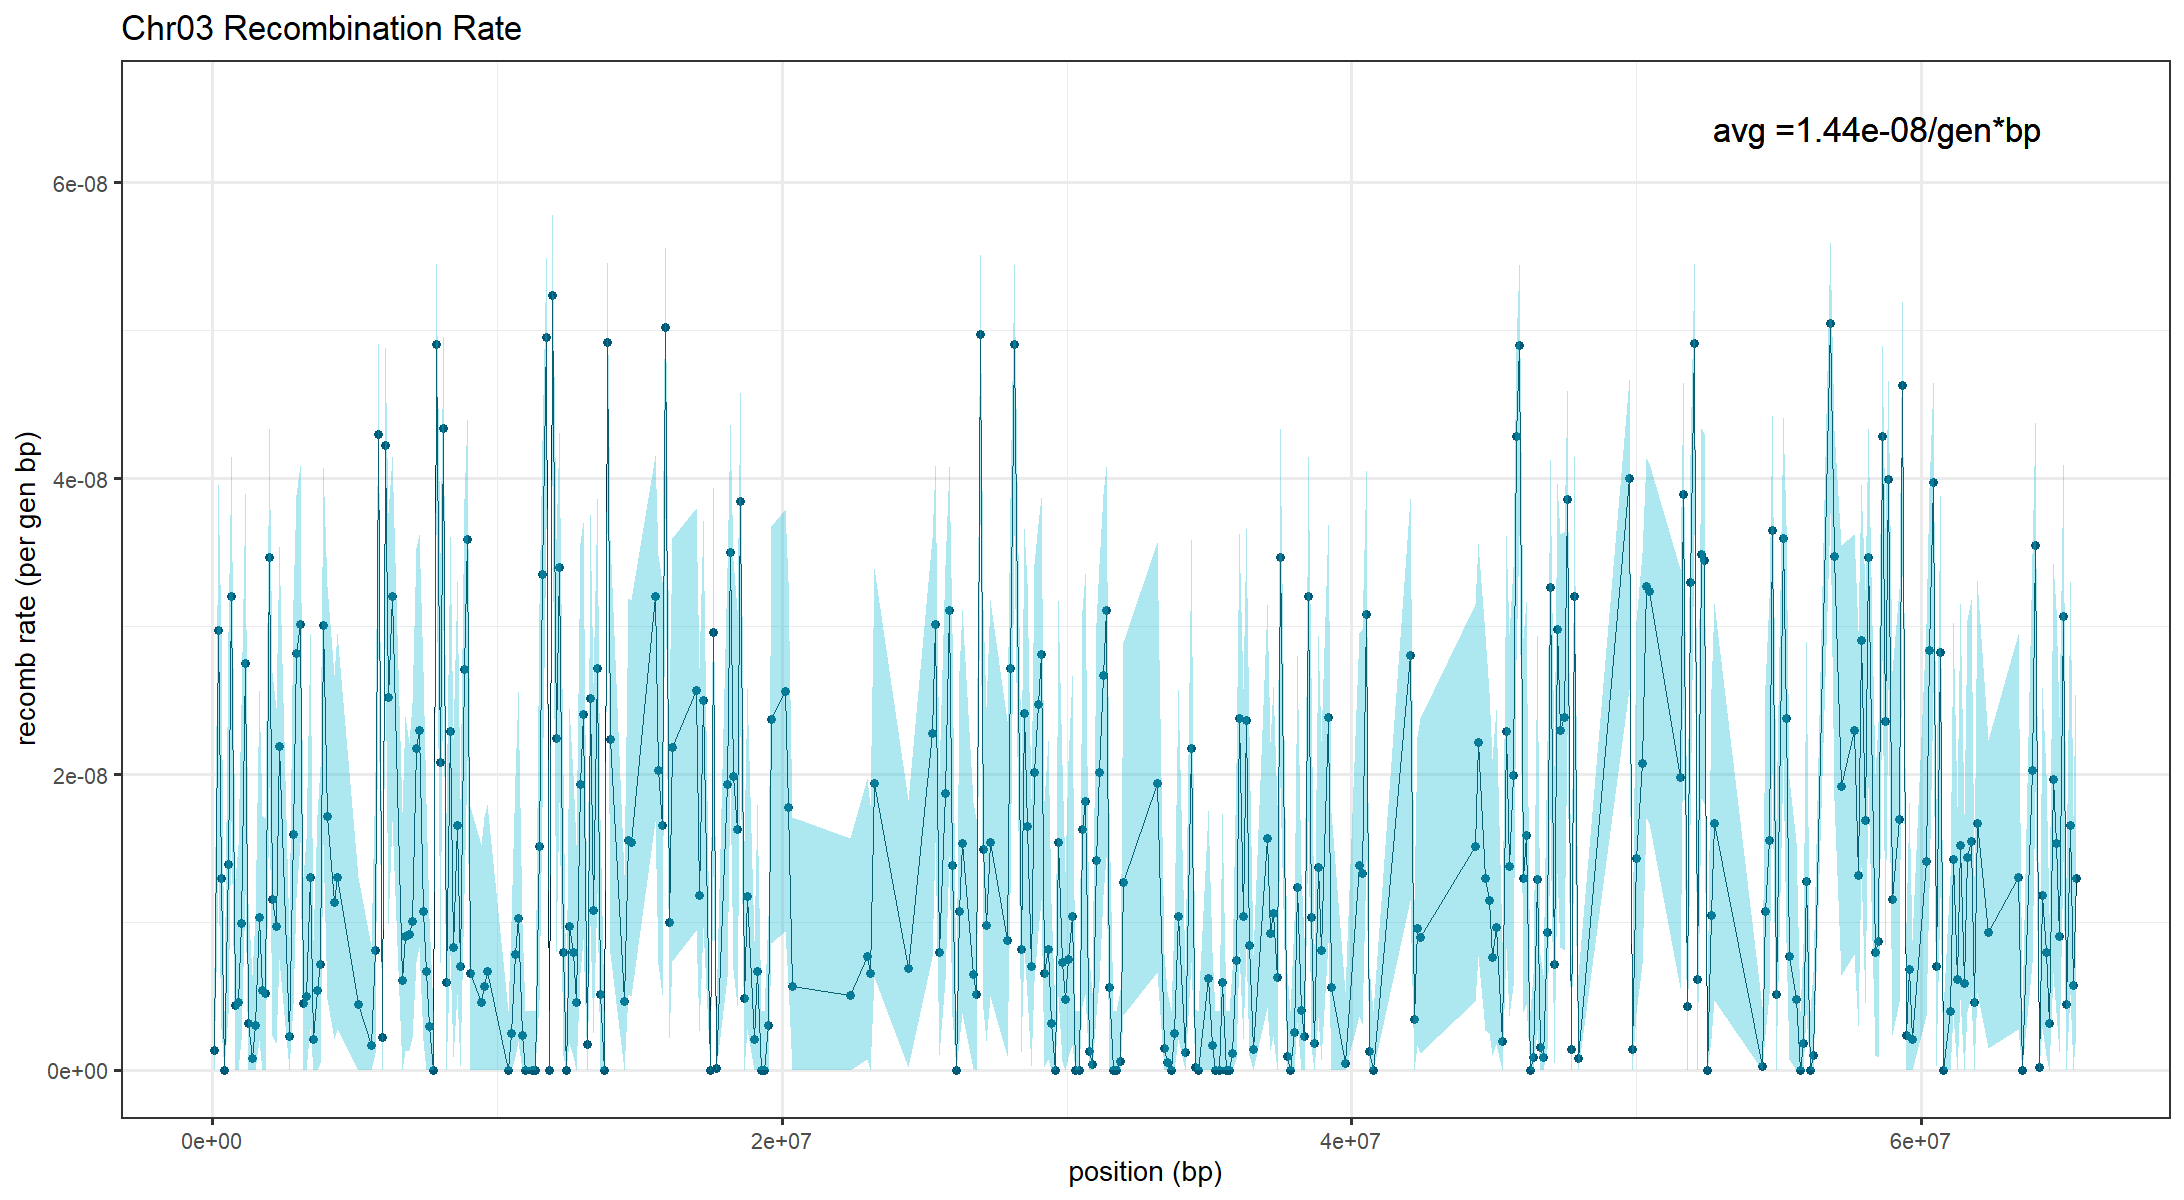 Chr03 Recombination Rate
avg =1.44e-08/gen*bp
recomb rate (per gen bp)
6e-08
4e-08
2e-08
0e+00
0e+00
2e+07
4e+07
6e+07
position (bp)